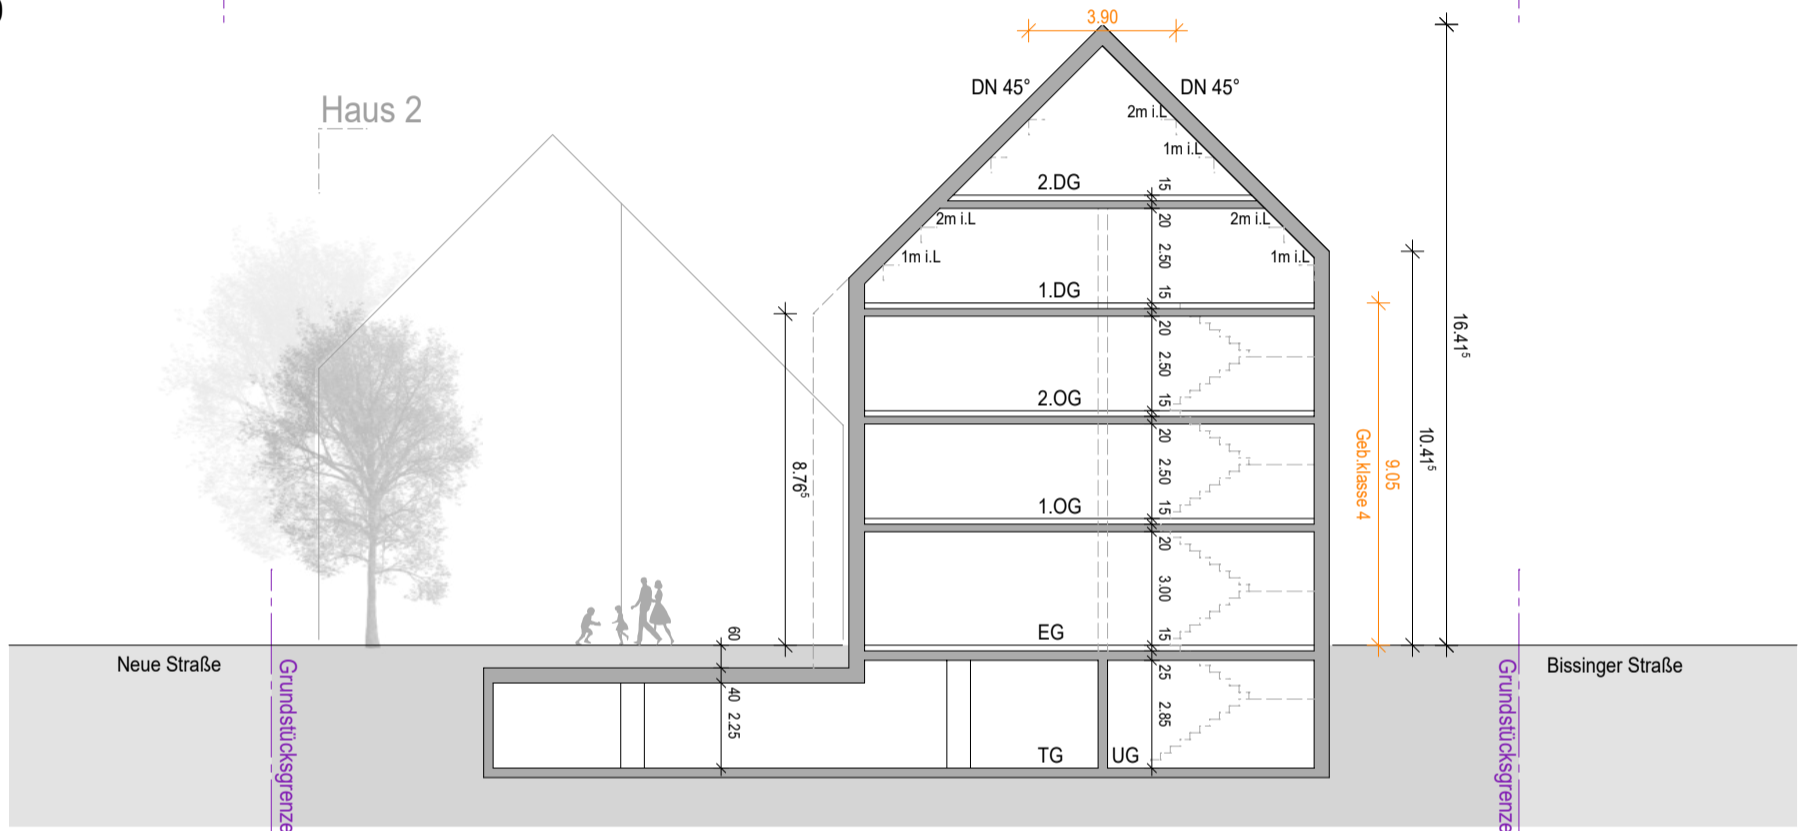 3.90
DN 45°
DN 45°
Haus 2
2m i.L
1m i.L
2.DG
15
20
2m i.L
2m i.L
2.50
1m i.L
1m i.L
1.DG
15
20
2.50
16.41⁵
2.OG
15
20
8.76⁵
2.50
Geb.klasse 4
9.05
10.41⁵
1.OG
15
20
3.00
60
EG
15
Neue Straße
Grundstücksgrenze
25
Grundstücksgrenze
Bissinger Straße
40
2.25
2.85
TG
UG